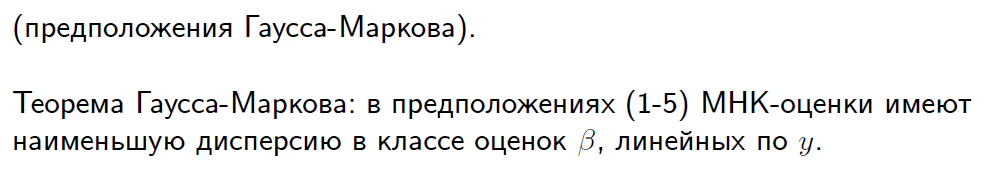 (предположения Гаусса-Маркова).
Теорема Гаусса-Маркова: в предположениях (1-5) МНК-оценки имеют
наименьшую дисперсию в классе оценок β, линейных по y.